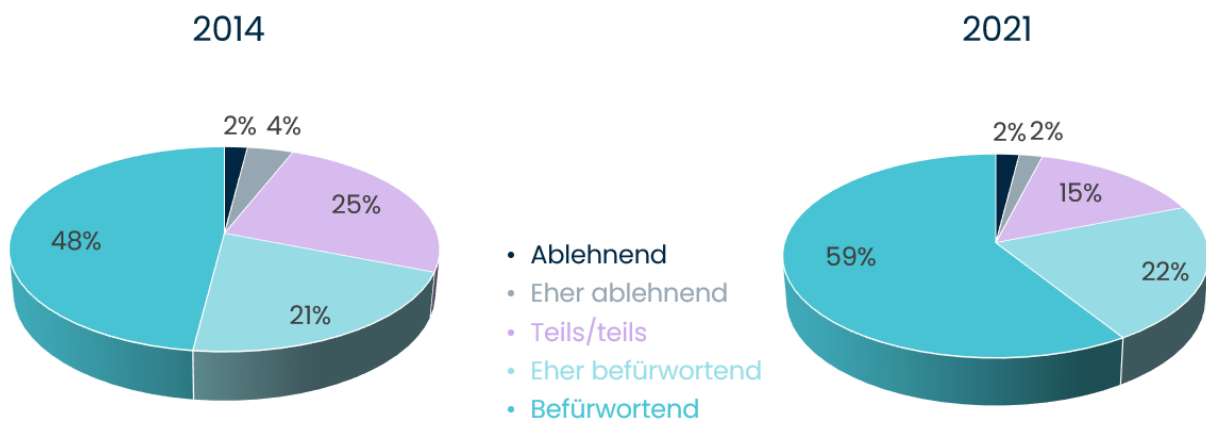 2014
2% 4%
25%
48%
21%
• Ablehnend
• Eher ablehnend
• Teils/teils
• Eher befürwortend
• Befürwortend
2021
2% 2%
15%
59%
22%